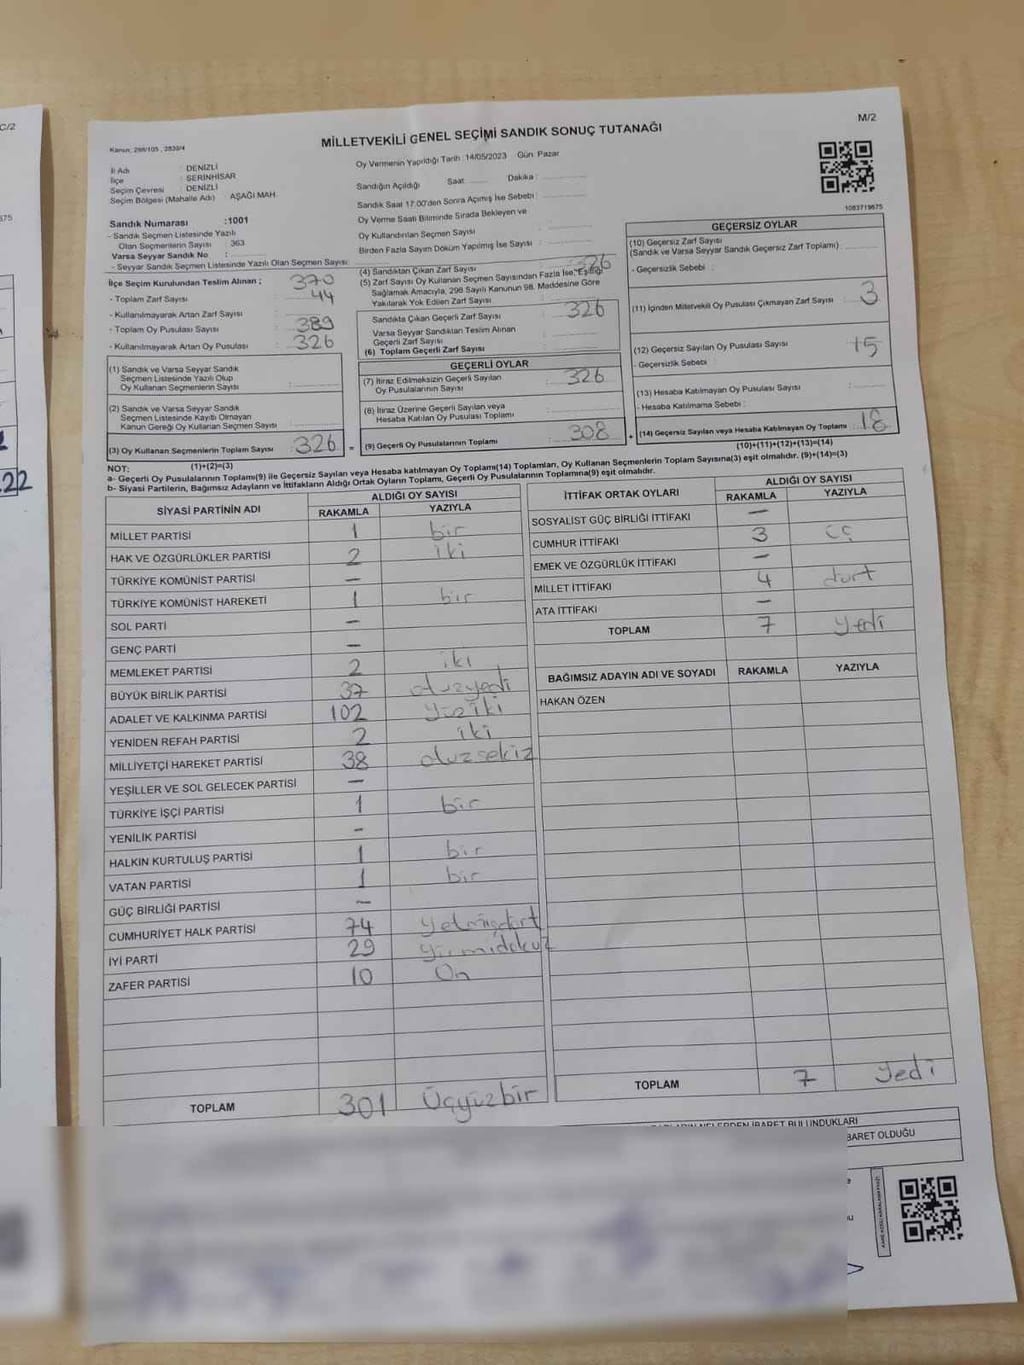 C/2
M/2
MİLLETVEKİLİ GENEL SEÇİMİ SANDIK SONUÇ TUTANAĞI
Kanun: 298/105 , 2839/4
İl Adı : DENİZLİ
İlçe : SERİNHİSAR
Seçim Çevresi : DENİZLİ
Seçim Bölgesi (Mahalle Adı) : AŞAĞI MAH.
Sandık Numarası :1001
- Sandık Seçmen Listesinde Yazılı
Olan Seçmenlerin Sayısı : 363
Varsa Seyyar Sandık No :
- Seyyar Sandık Seçmen Listesinde Yazılı Olan Seçmen Sayısı:
Oy Vermenin Yapıldığı Tarih :14/05/2023 Gün: Pazar
Sandığın Açıldığı Saat: Dakika :
Sandık Saat 17:00'den Sonra Açımış İse Sebebi :
Oy Verme Saati Bitiminde Sırada Bekleyen ve
Oy Kullandırılan Seçmen Sayısı :
Birden Fazla Sayım Döküm Yapılmış İse Sayısı :
1083719675
İlçe Seçim Kurulundan Teslim Alınan ;
- Toplam Zarf Sayısı : 370
- Kullanılmayarak Artan Zarf Sayısı : 44
- Toplam Oy Pusulası Sayısı : 389
- Kullanılmayarak Artan Oy Pusulası : 326
(1) Sandık ve Varsa Seyyar Sandık
Seçmen Listesinde Yazılı Olup
Oy Kullanan Seçmenlerin Sayısı :
(2) Sandık ve Varsa Seyyar Sandık
Seçmen Listesinde Kayıtlı Olmayan
Kanun Gereği Oy Kullanan Seçmen Sayısı :
(3) Oy Kullanan Seçmenlerin Toplam Sayısı : 326
(1)+(2)=(3)
(4) Sandıktan Çıkan Zarf Sayısı : 326
(5) Zarf Sayısı Oy Kullanan Seçmen Sayısından Fazla İse, Eşitliği
Sağlamak Amacıyla, 298 Sayılı Kanunun 98. Maddesine Göre
Yakılarak Yok Edilen Zarf Sayısı :
Sandıkta Çıkan Geçerli Zarf Sayısı : 326
Varsa Seyyar Sandıktan Teslim Alınan
Geçerli Zarf Sayısı :
(6) Toplam Geçerli Zarf Sayısı :
GEÇERLİ OYLAR
(7) İtiraz Edilmeksizin Geçerli Sayılan
Oy Pusulalarının Sayısı : 326
(8) İtiraz Üzerine Geçerli Sayılan veya
Hesaba Katılan Oy Pusulası Toplamı :
= (9) Geçerli Oy Pusulalarının Toplamı : 308
GEÇERSİZ OYLAR
(10) Geçersiz Zarf Sayısı
(Sandık ve Varsa Seyyar Sandık Geçersiz Zarf Toplamı) :
- Geçersizlik Sebebi :
(11) İçinden Milletvekili Oy Pusulası Çıkmayan Zarf Sayısı : 3
(12) Geçersiz Sayılan Oy Pusulası Sayısı : 15
- Geçersizlik Sebebi :
(13) Hesaba Katılmayan Oy Pusulası Sayısı :
- Hesaba Katılmama Sebebi :
+ (14) Geçersiz Sayılan veya Hesaba Katılmayan Oy Toplamı : 18
(10)+(11)+(12)+(13)=(14)
NOT:
a- Geçerli Oy Pusulalarının Toplamı(9) ile Geçersiz Sayılan veya Hesaba katılmayan Oy Toplamı(14) Toplamları, Oy Kullanan Seçmenlerin Toplam Sayısına(3) eşit olmalıdır. (9)+(14)=(3)
b- Siyasi Partilerin, Bağımsız Adayların ve İttifakların Aldığı Ortak Oyların Toplamı, Geçerli Oy Pusulalarının Toplamına(9) eşit olmalıdır.
SİYASİ PARTİNİN ADI ALDIĞI OY SAYISI
RAKAMLA YAZIYLA
MİLLET PARTİSİ 1 bir
HAK VE ÖZGÜRLÜKLER PARTİSİ 2 iki
TÜRKİYE KOMÜNİST PARTİSİ -
TÜRKİYE KOMÜNİST HAREKETİ 1 bir
SOL PARTİ -
GENÇ PARTİ -
MEMLEKET PARTİSİ 2 iki
BÜYÜK BİRLİK PARTİSİ 37 otuzyedi
ADALET VE KALKINMA PARTİSİ 102 yüz iki
YENİDEN REFAH PARTİSİ 2 iki
MİLLİYETÇİ HAREKET PARTİSİ 38 otuzsekiz
YEŞİLLER VE SOL GELECEK PARTİSİ -
TÜRKİYE İŞÇİ PARTİSİ 1 bir
YENİLİK PARTİSİ -
HALKIN KURTULUŞ PARTİSİ 1 bir
VATAN PARTİSİ 1 bir
GÜÇ BİRLİĞİ PARTİSİ -
CUMHURİYET HALK PARTİSİ 74 yetmişdört
İYİ PARTİ 29 yirmidokuz
ZAFER PARTİSİ 10 On
TOPLAM 301 Üçyüzbir
İTTİFAK ORTAK OYLARI ALDIĞI OY SAYISI
RAKAMLA YAZIYLA
SOSYALİST GÜÇ BİRLİĞİ İTTİFAKI -
CUMHUR İTTİFAKI 3 üç
EMEK VE ÖZGÜRLÜK İTTİFAKI -
MİLLET İTTİFAKI 4 dört
ATA İTTİFAKI -
TOPLAM 7 yedi
BAĞIMSIZ ADAYIN ADI VE SOYADI RAKAMLA YAZIYLA
HAKAN ÖZEN
TOPLAM 7 Yedi
NELERDEN İBARET BULUNDUKLARI
İBARET OLDUĞU